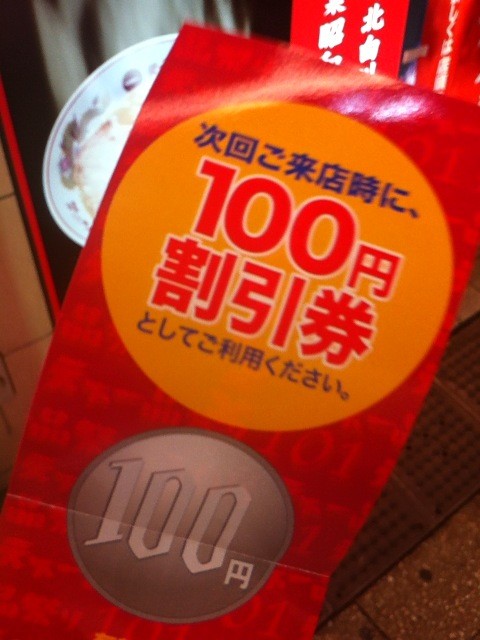 次回ご来店時に、
100円
割引券
としてご利用ください。
100円